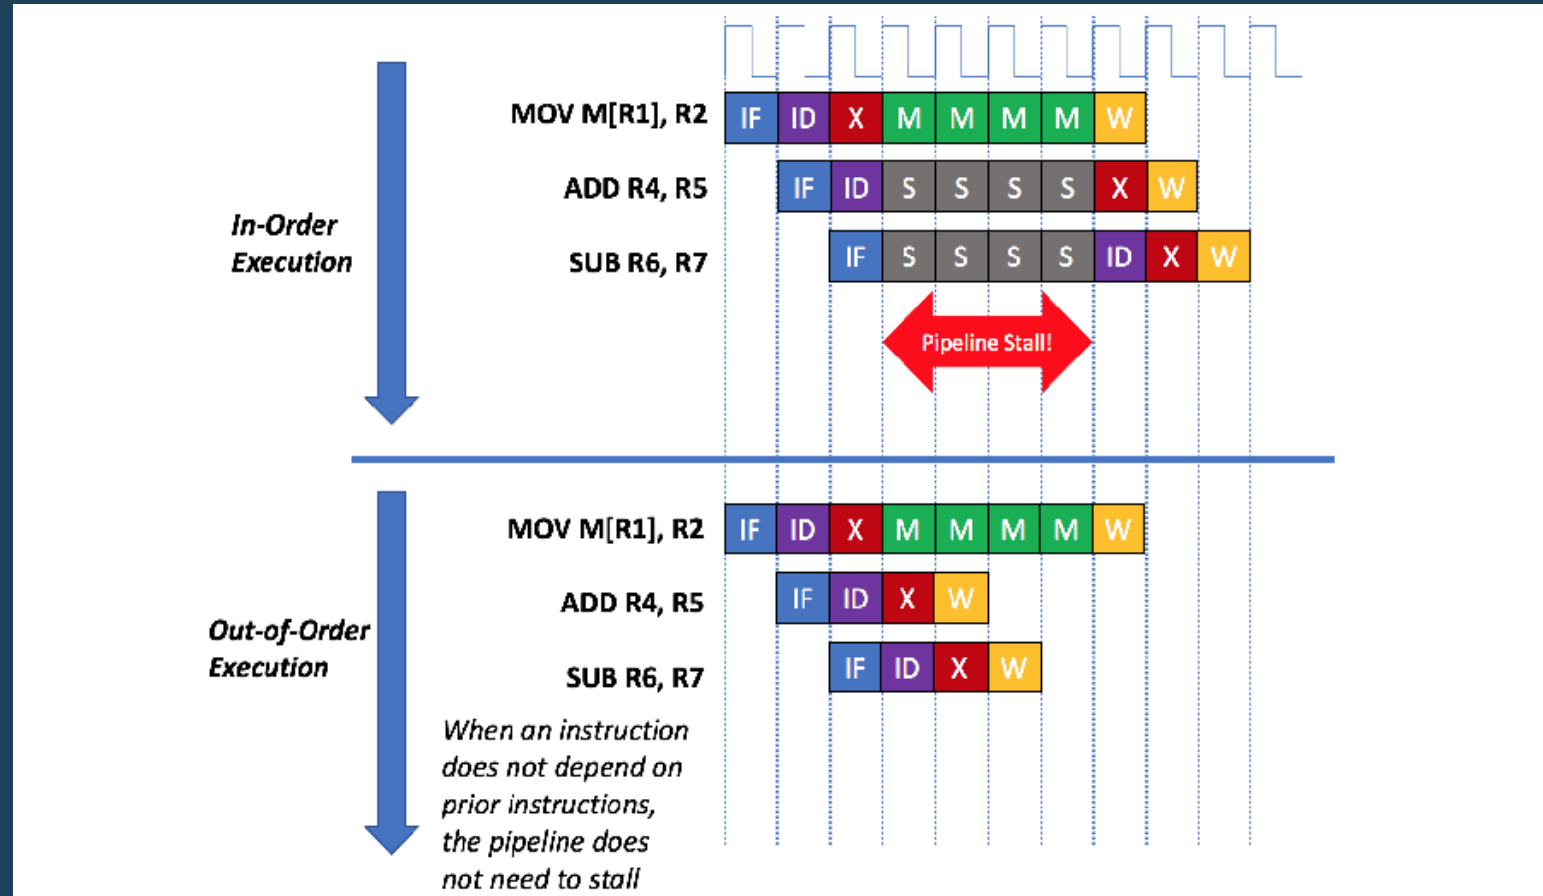 MOV M[R1], R2 IF ID X M M M M W
ADD R4, R5 IF ID S S S S X W
In-Order
Execution
SUB R6, R7 IF S S S S ID X W
Pipeline Stall!
MOV M[R1], R2 IF ID X M M M M W
ADD R4, R5 IF ID X W
Out-of-Order
Execution
SUB R6, R7 IF ID X W
When an instruction
does not depend on
prior instructions,
the pipeline does
not need to stall